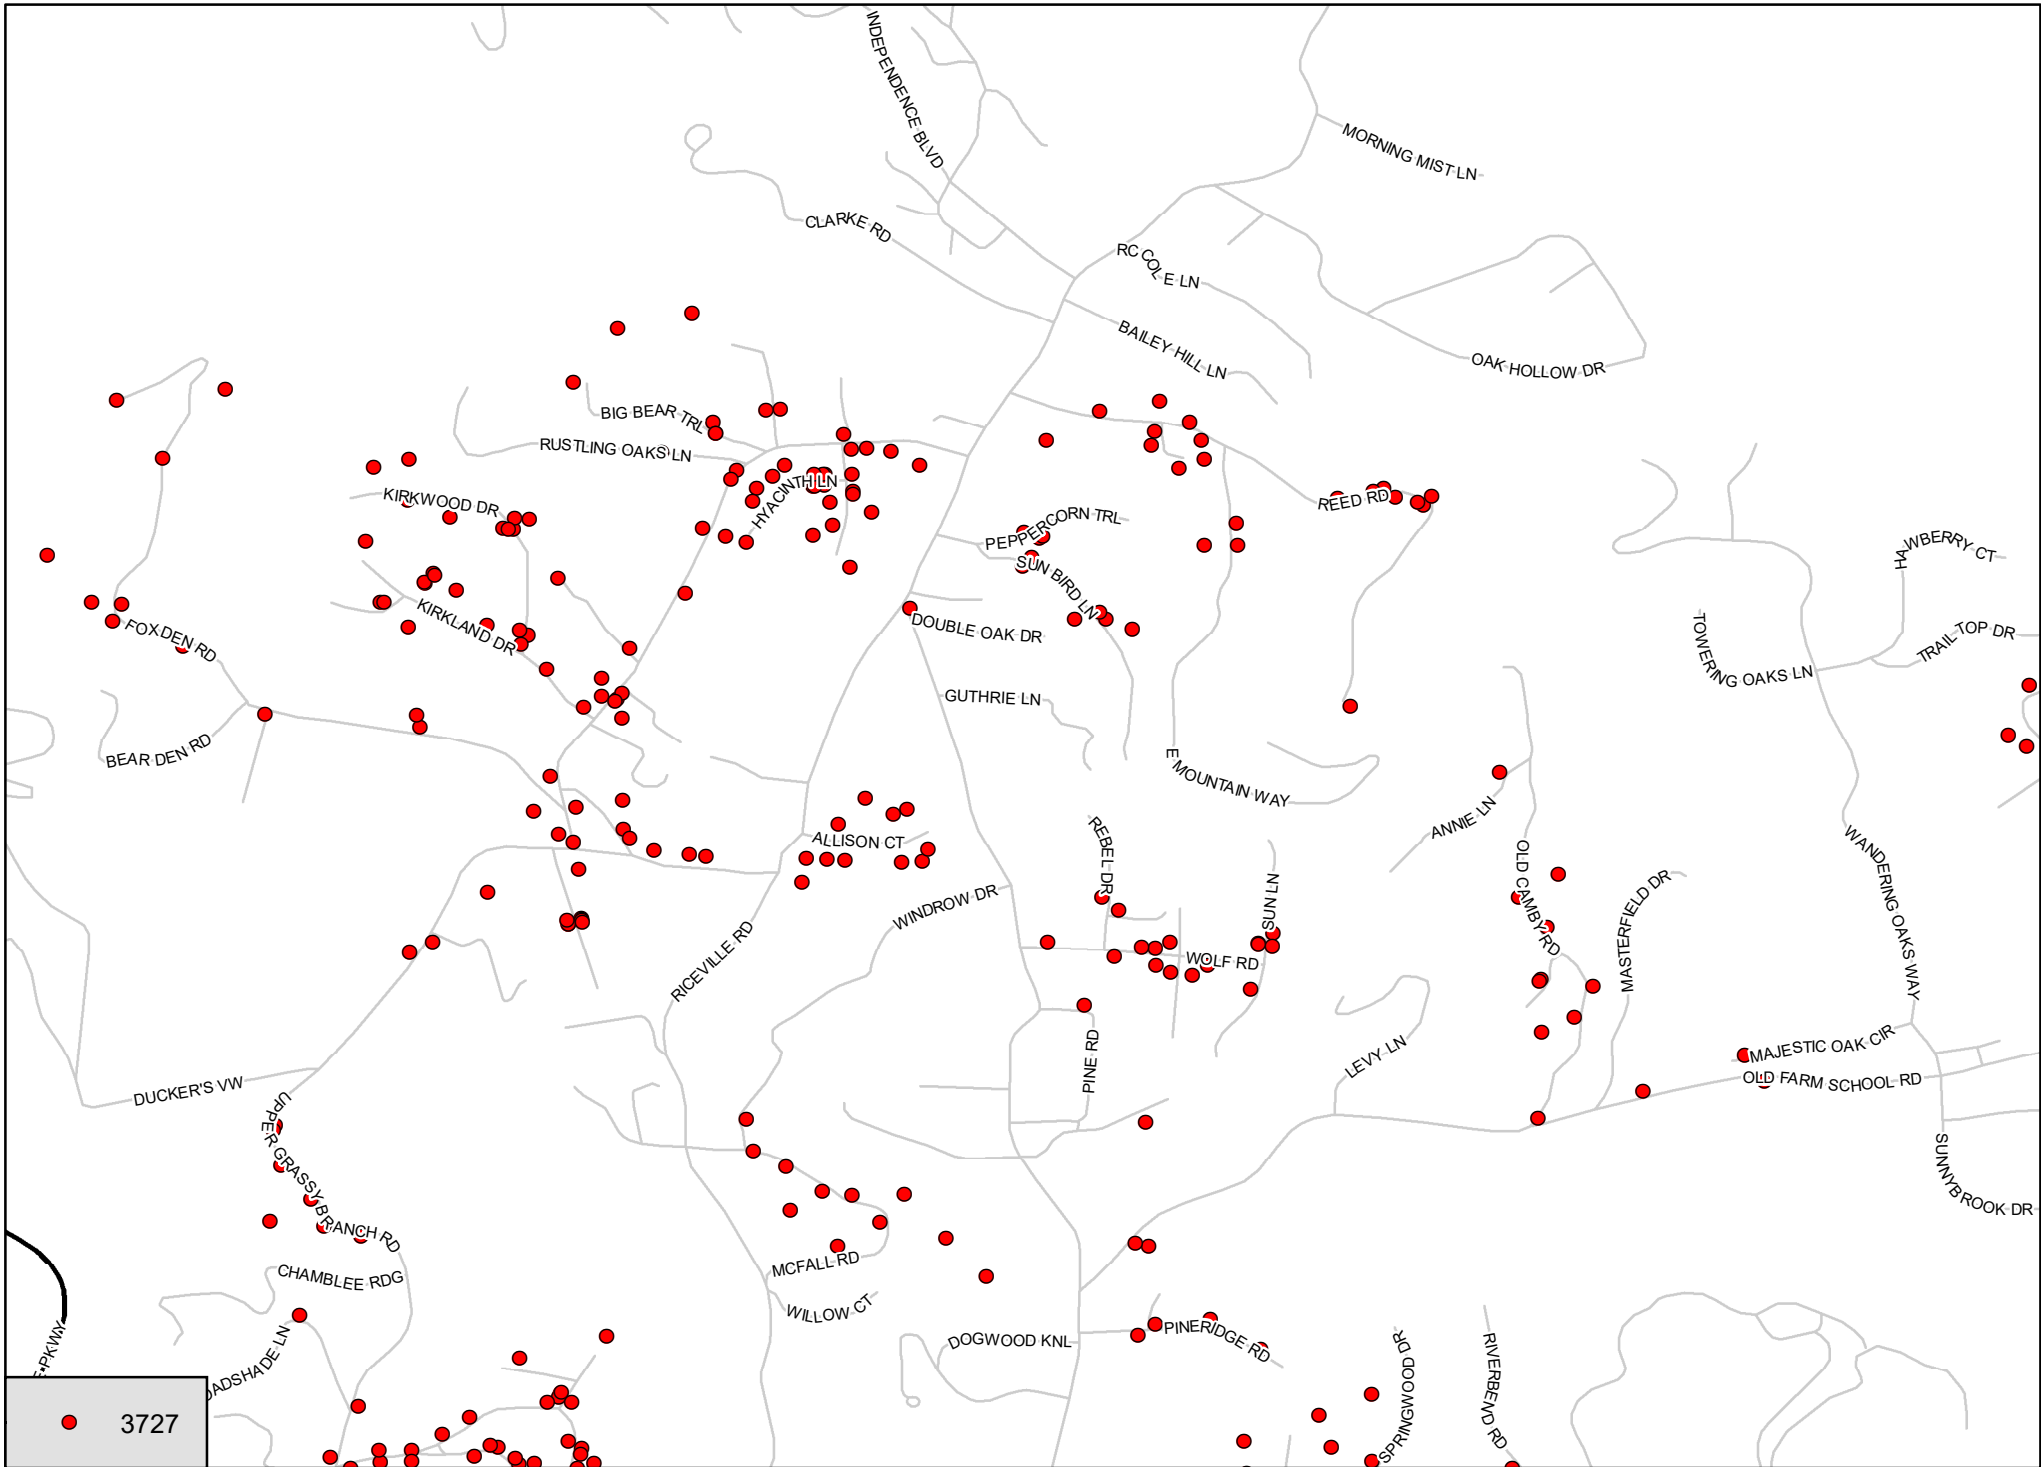 INDEPENDENCE BLVD
MORNING MIST LN
CLARKE RD
RC COLE LN
BAILEY HILL LN
OAK HOLLOW DR
BIG BEAR TRL
RUSTLING OAKS LN
KIRKWOOD DR
HYACINTH LN
REED RD
PEPPERCORN TRL
SUN BIRD LN
HAWBERRY CT
KIRKLAND DR
FOX DEN RD
DOUBLE OAK DR
TOWERING OAKS LN
TRAIL TOP DR
GUTHRIE LN
BEAR DEN RD
E MOUNTAIN WAY
ANNIE LN
ALLISON CT
REBEL DR
OLD CAMBY RD
WANDERING OAKS WAY
MASTERFIELD DR
SUN LN
WINDROW DR
RICEVILLE RD
WOLF RD
PINE RD
LEVY LN
MAJESTIC OAK CIR
OLD FARM SCHOOL RD
DUCKER'S VW
UPPER GRASSY BRANCH RD
SUNNYBROOK DR
CHAMBLEE RDG
MCFALL RD
WILLOW CT
DOGWOOD KNL
PINERIDGE RD
SPRINGWOOD DR
RIVERBEND RD
E PKWY
OADSHADE LN
3727